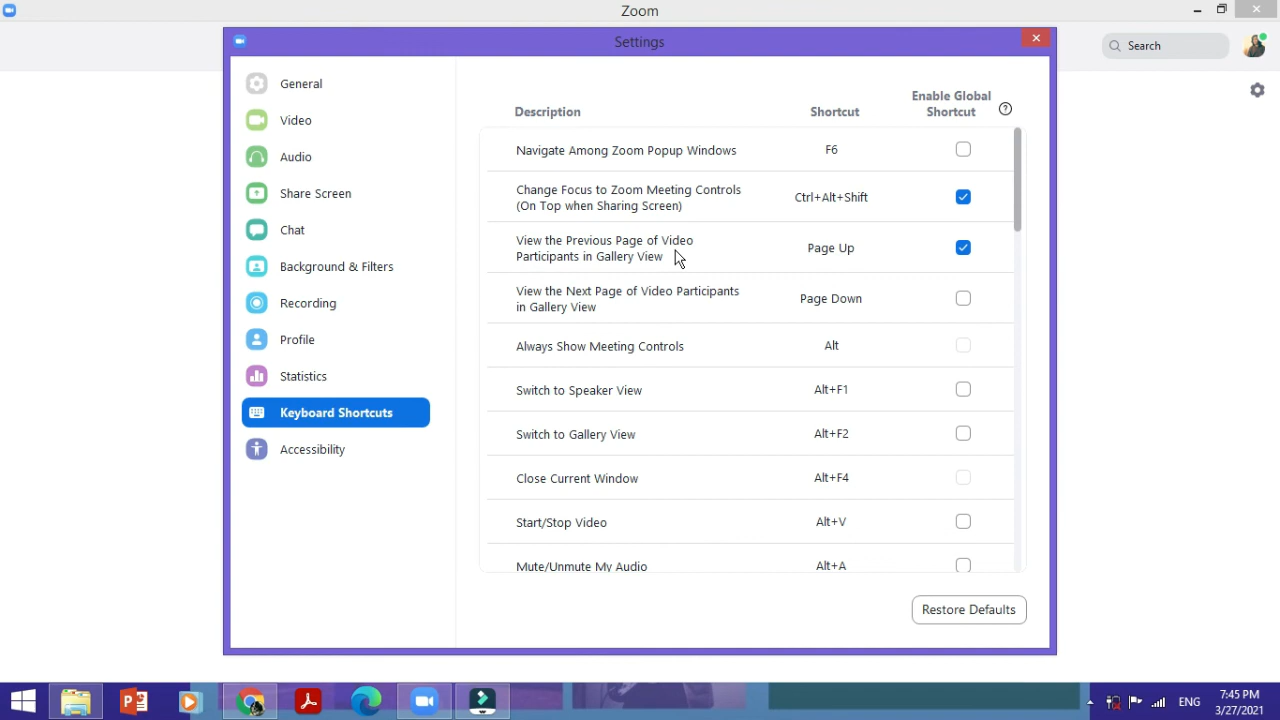 Zoom
Settings
Search
General
Video
Audio
Share Screen
Chat
Background & Filters
Recording
Profile
Statistics
Keyboard Shortcuts
Accessibility
Description
Shortcut
Enable Global
Shortcut
Navigate Among Zoom Popup Windows
F6
Change Focus to Zoom Meeting Controls
(On Top when Sharing Screen)
Ctrl+Alt+Shift
View the Previous Page of Video
Participants in Gallery View
Page Up
View the Next Page of Video Participants
in Gallery View
Page Down
Always Show Meeting Controls
Alt
Switch to Speaker View
Alt+F1
Switch to Gallery View
Alt+F2
Close Current Window
Alt+F4
Start/Stop Video
Alt+V
Mute/Unmute My Audio
Alt+A
Restore Defaults
ENG
7:45 PM
3/27/2021